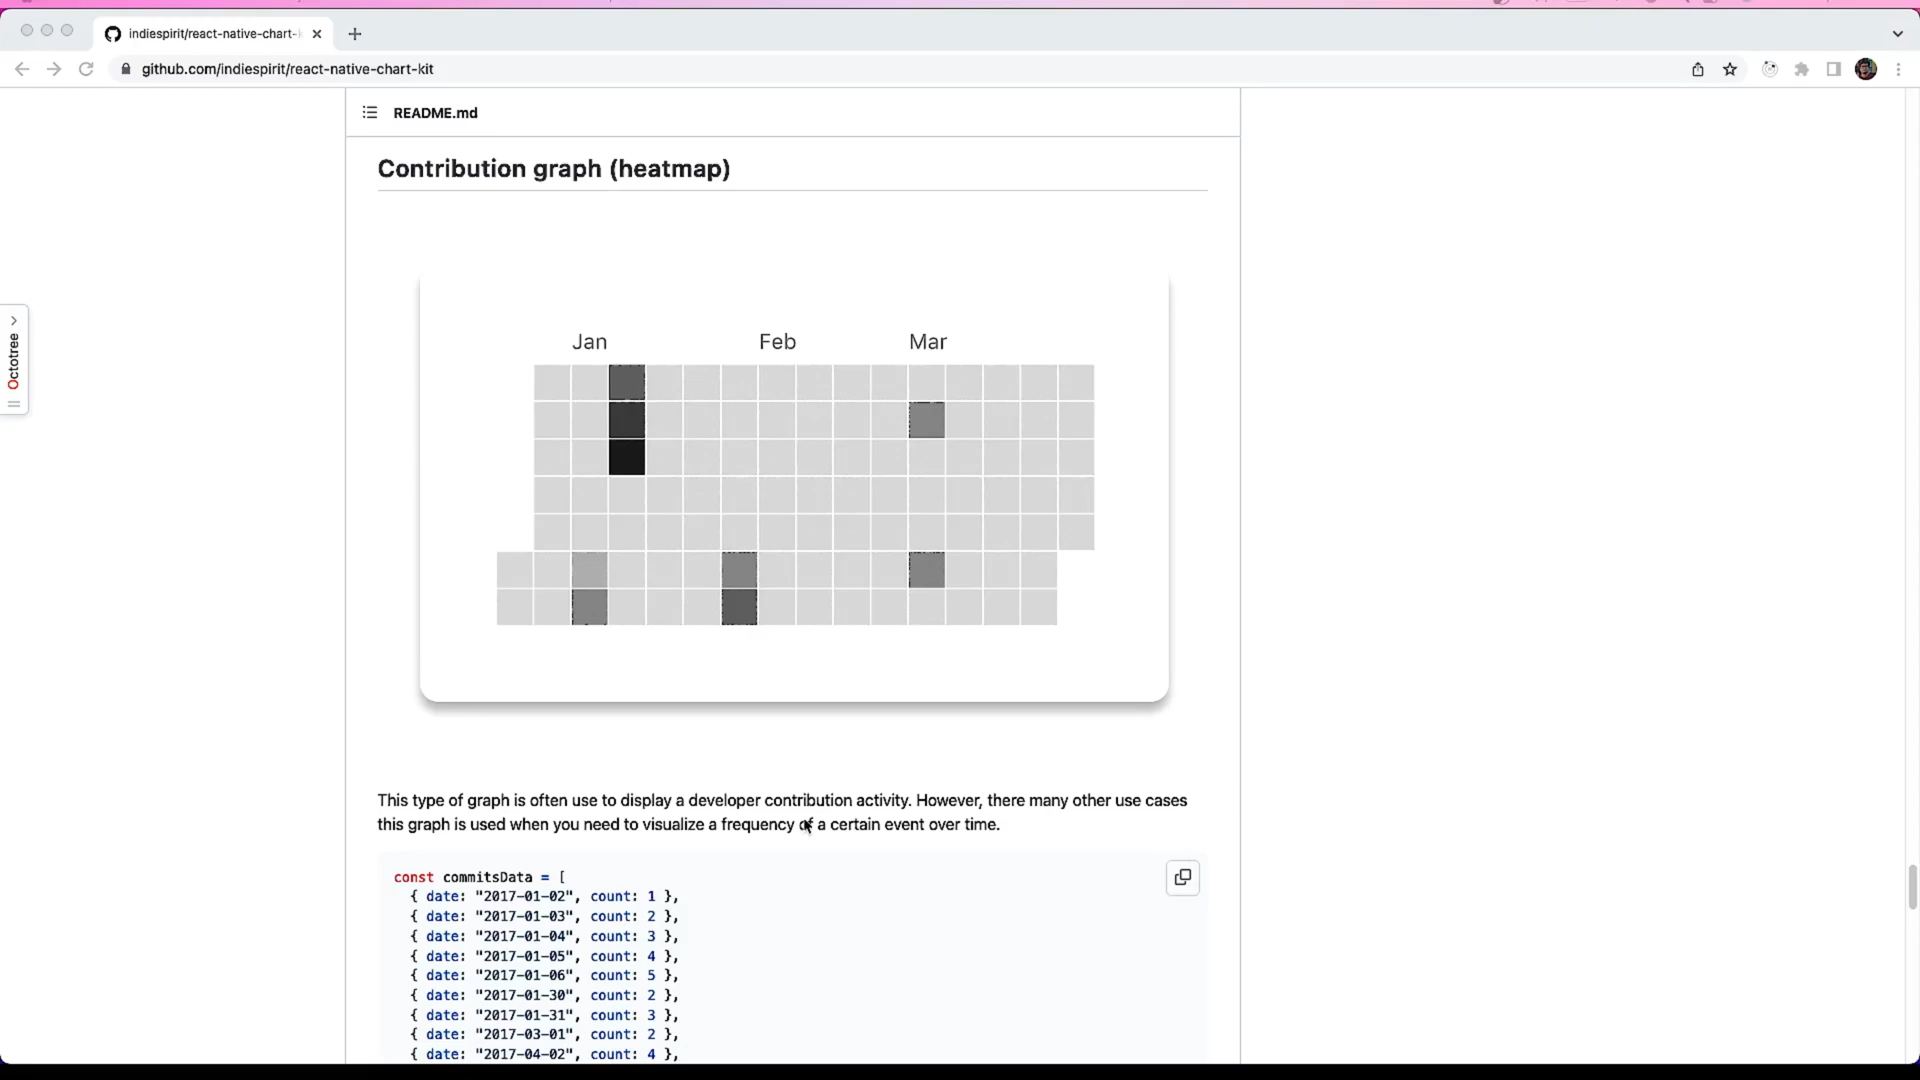 indiespirit/react-native-chart-
github.com/indiespirit/react-native-chart-kit
README.md
Contribution graph (heatmap)
Octotree
Jan Feb Mar
This type of graph is often use to display a developer contribution activity. However, there many other use cases
this graph is used when you need to visualize a frequency of a certain event over time.
const commitsData = [
{ date: "2017-01-02", count: 1 },
{ date: "2017-01-03", count: 2 },
{ date: "2017-01-04", count: 3 },
{ date: "2017-01-05", count: 4 },
{ date: "2017-01-06", count: 5 },
{ date: "2017-01-30", count: 2 },
{ date: "2017-01-31", count: 3 },
{ date: "2017-03-01", count: 2 },
{ date: "2017-04-02", count: 4 },